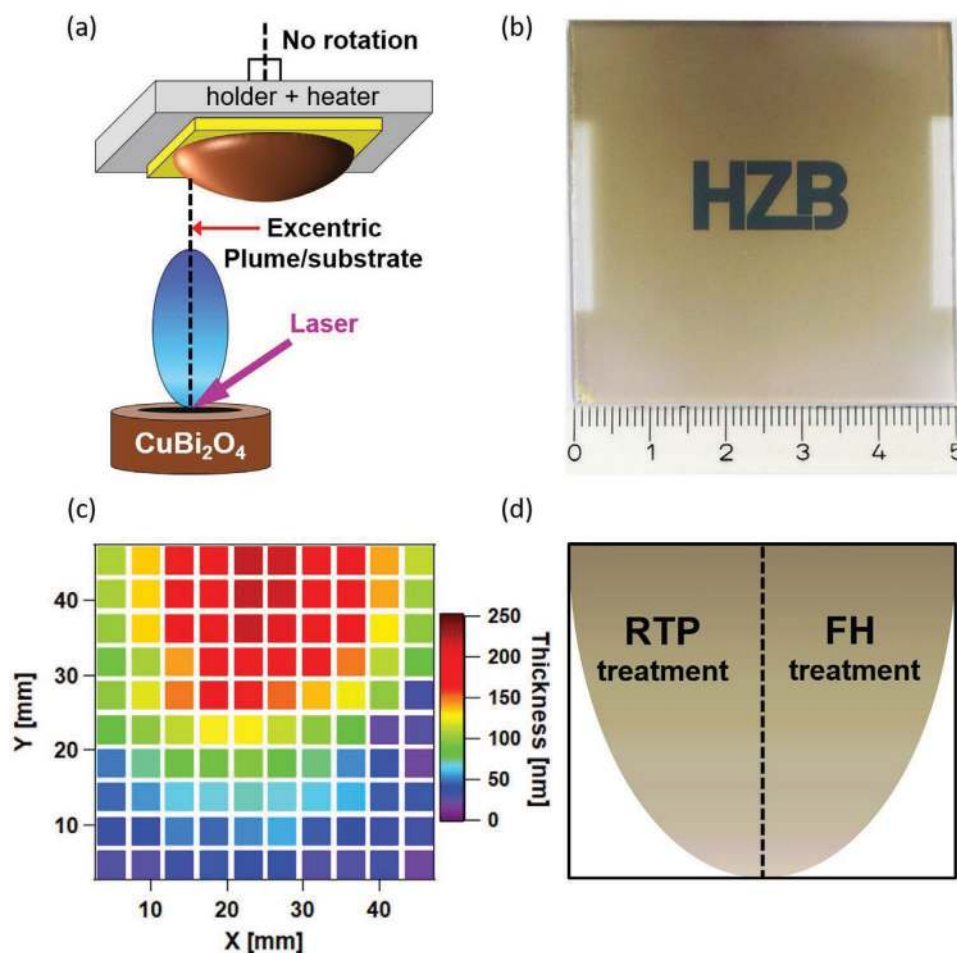 (a)
No rotation
holder + heater
Excentric
Plume/substrate
Laser
CuBi₂O₄
(b)
HZB
0 1 2 3 4 5
(c)
40
30
20
10
Y [mm]
10 20 30 40
X [mm]
250
200
150
100
50
0
Thickness [nm]
(d)
RTP
treatment
FH
treatment